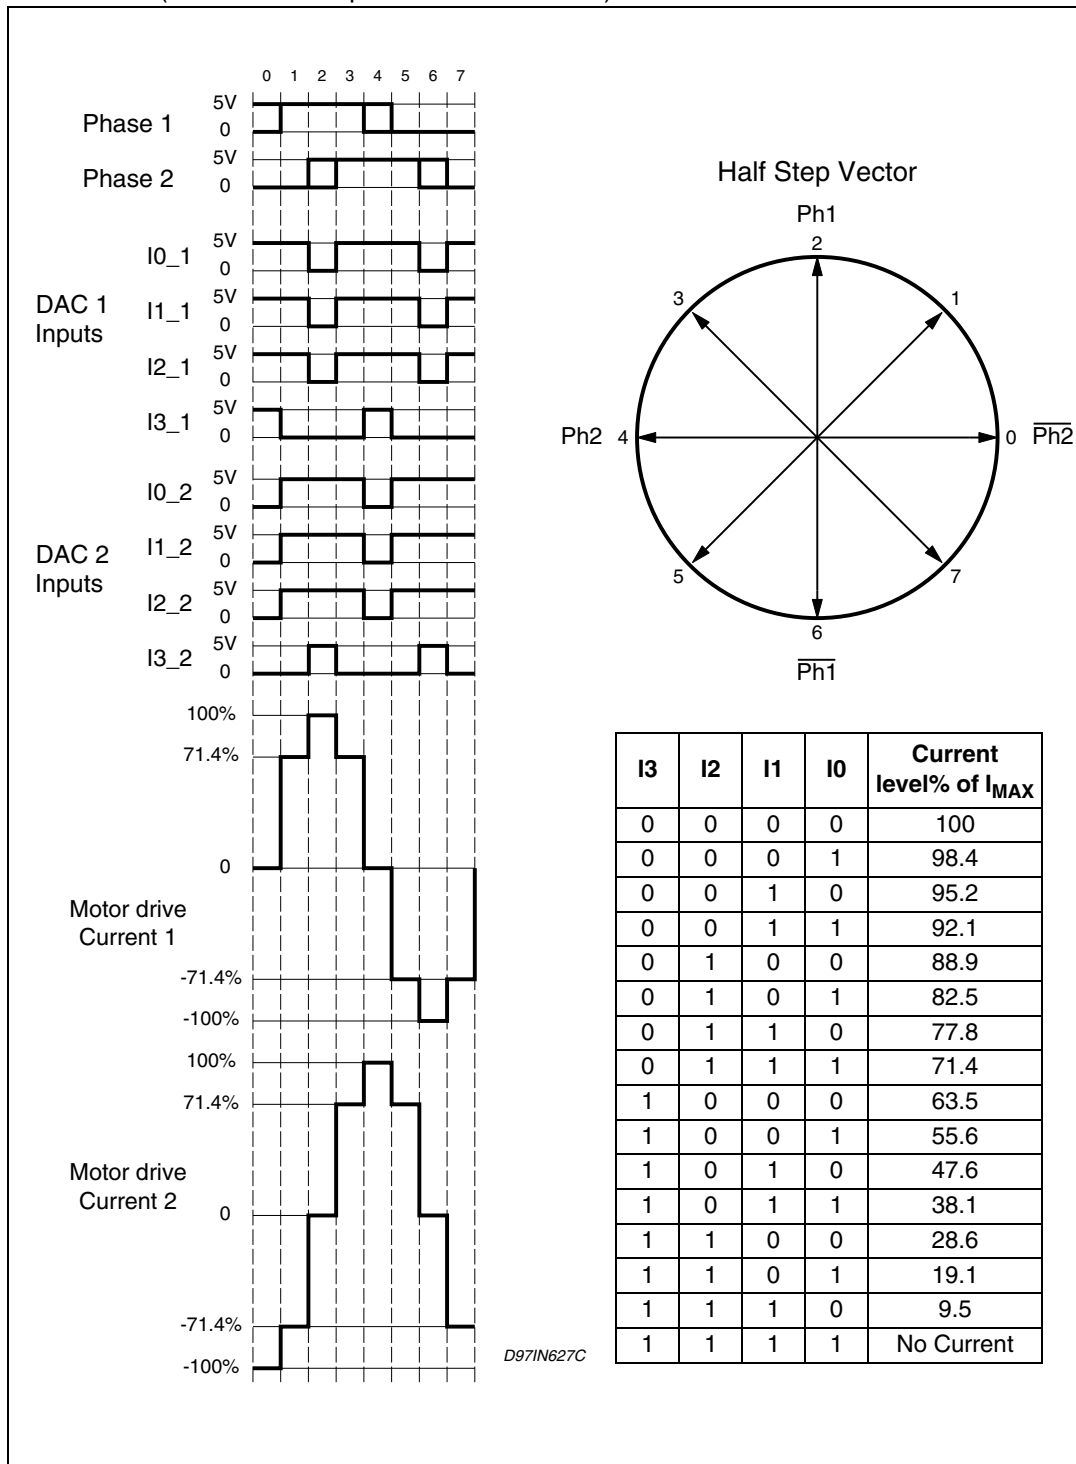 0 1 2 3 4 5 6 7
Phase 1
5V
0
Phase 2
5V
0
DAC 1
Inputs
I0_1
5V
0
I1_1
5V
0
I2_1
5V
0
I3_1
5V
0
DAC 2
Inputs
I0_2
5V
0
I1_2
5V
0
I2_2
5V
0
I3_2
5V
0
Motor drive
Current 1
100%
71.4%
0
-71.4%
-100%
Motor drive
Current 2
100%
71.4%
0
-71.4%
-100%
D97IN627C
Half Step Vector
Ph1
2
3
1
Ph2 4
0 P̅h̅2̅
5
7
6
P̅h̅1̅
I3 I2 I1 I0 Current level% of IMAX
0 0 0 0 100
0 0 0 1 98.4
0 0 1 0 95.2
0 0 1 1 92.1
0 1 0 0 88.9
0 1 0 1 82.5
0 1 1 0 77.8
0 1 1 1 71.4
1 0 0 0 63.5
1 0 0 1 55.6
1 0 1 0 47.6
1 0 1 1 38.1
1 1 0 0 28.6
1 1 0 1 19.1
1 1 1 0 9.5
1 1 1 1 No Current